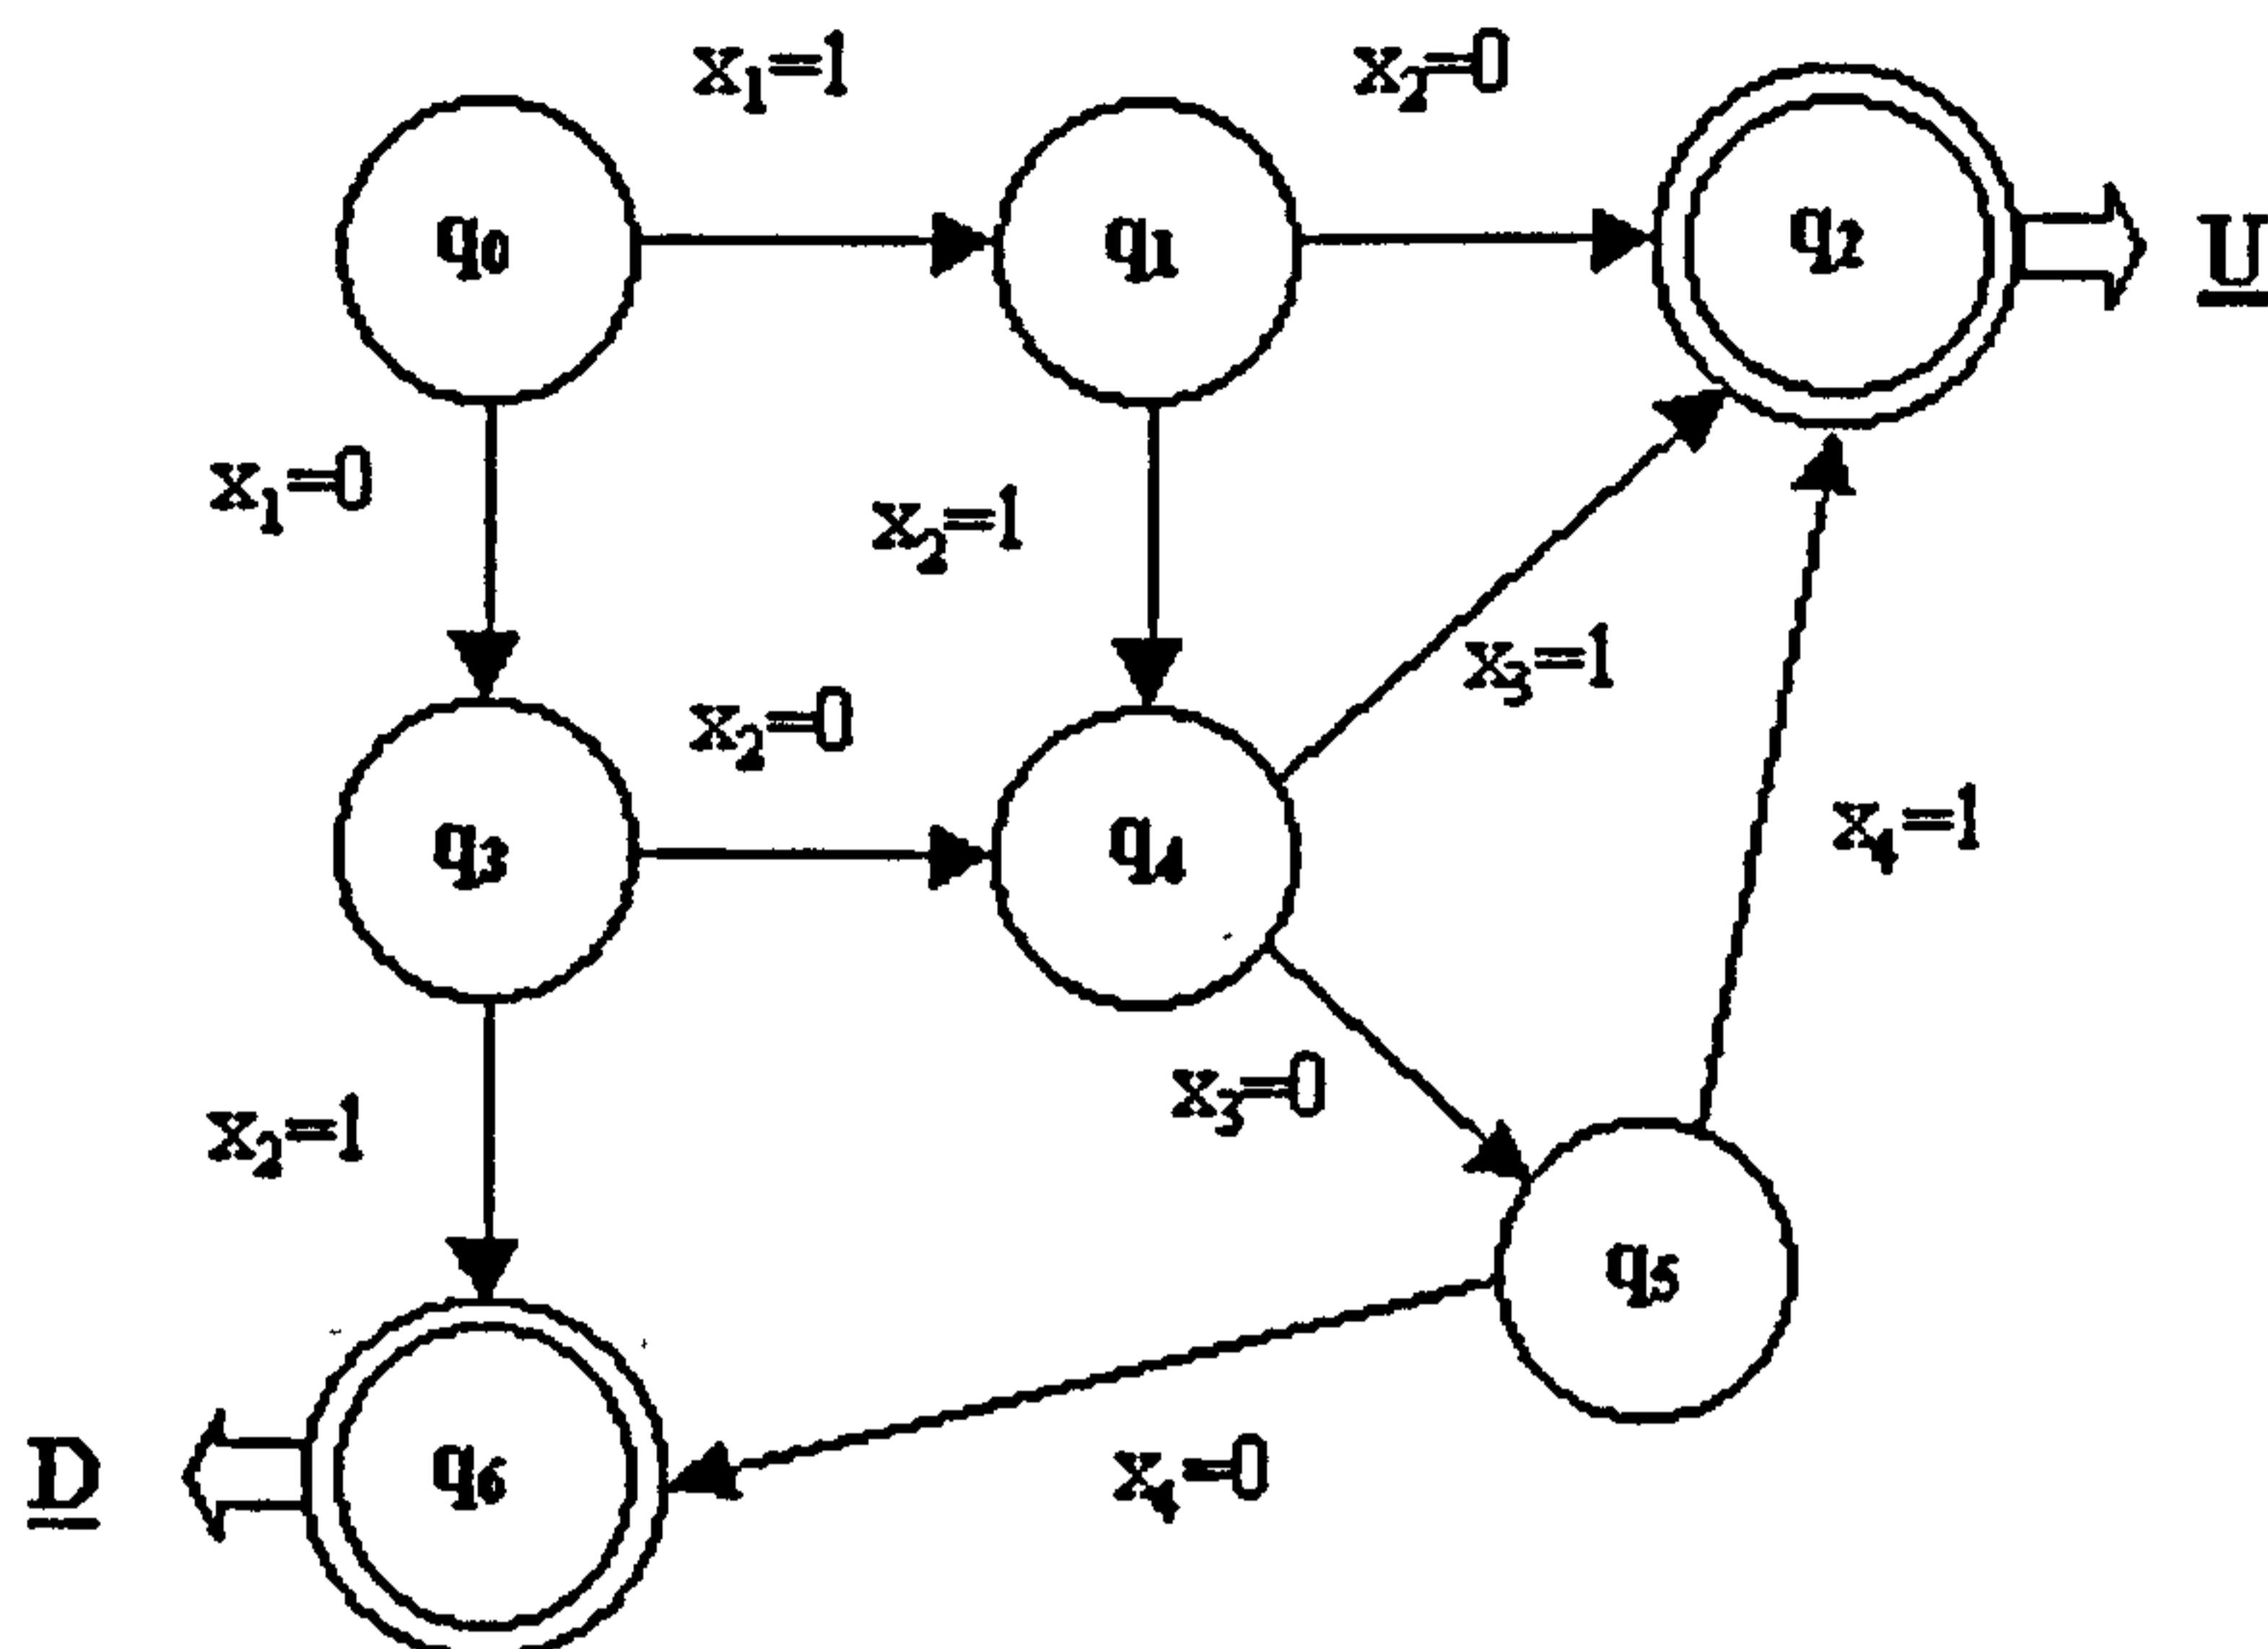 x₁=1
x₂=0
q₀
q₁
q₂
U
x₁=0
x₂=1
x₃=1
x₂=0
x₄=1
q₃
q₄
x₃=0
x₂=1
q₅
D
q₆
x₄=0